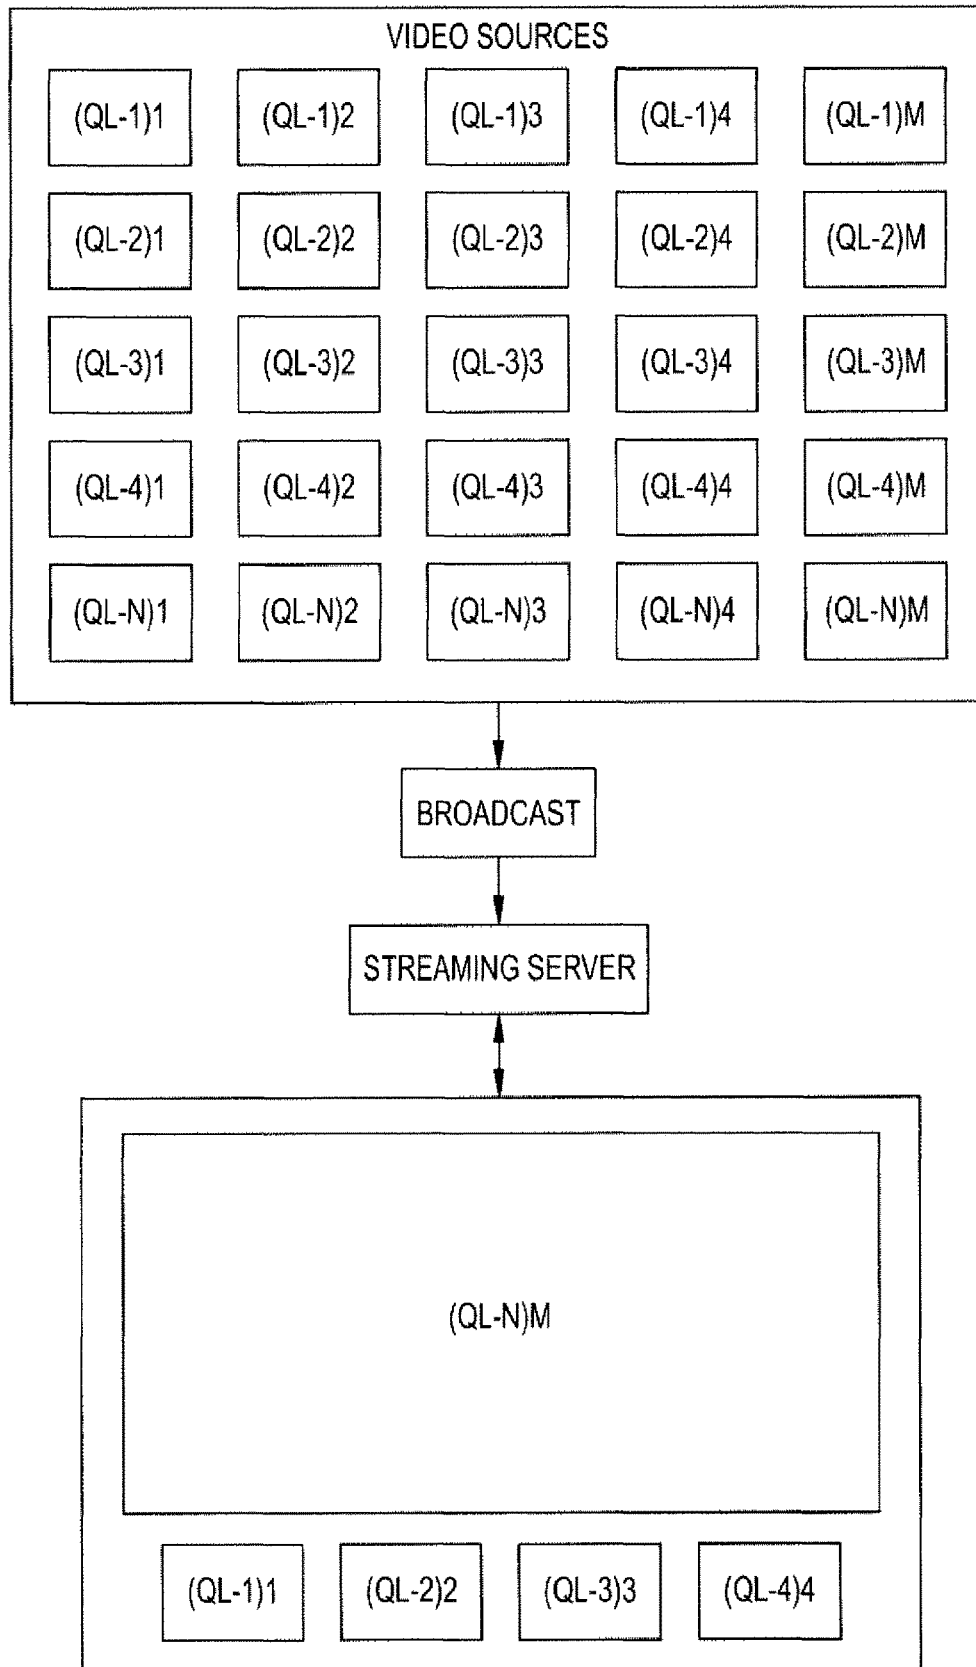 VIDEO SOURCES
(QL-1)1 (QL-1)2 (QL-1)3 (QL-1)4 (QL-1)M
(QL-2)1 (QL-2)2 (QL-2)3 (QL-2)4 (QL-2)M
(QL-3)1 (QL-3)2 (QL-3)3 (QL-3)4 (QL-3)M
(QL-4)1 (QL-4)2 (QL-4)3 (QL-4)4 (QL-4)M
(QL-N)1 (QL-N)2 (QL-N)3 (QL-N)4 (QL-N)M
BROADCAST
STREAMING SERVER
(QL-N)M
(QL-1)1 (QL-2)2 (QL-3)3 (QL-4)4